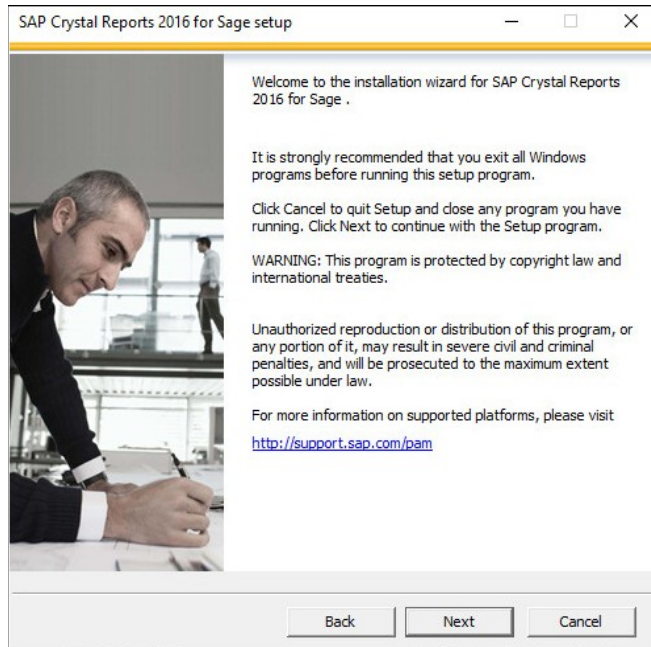 SAP Crystal Reports 2016 for Sage setup
Welcome to the installation wizard for SAP Crystal Reports
2016 for Sage .
It is strongly recommended that you exit all Windows
programs before running this setup program.
Click Cancel to quit Setup and close any program you have
running. Click Next to continue with the Setup program.
WARNING: This program is protected by copyright law and
international treaties.
Unauthorized reproduction or distribution of this program, or
any portion of it, may result in severe civil and criminal
penalties, and will be prosecuted to the maximum extent
possible under law.
For more information on supported platforms, please visit
http://support.sap.com/pam
Back Next Cancel